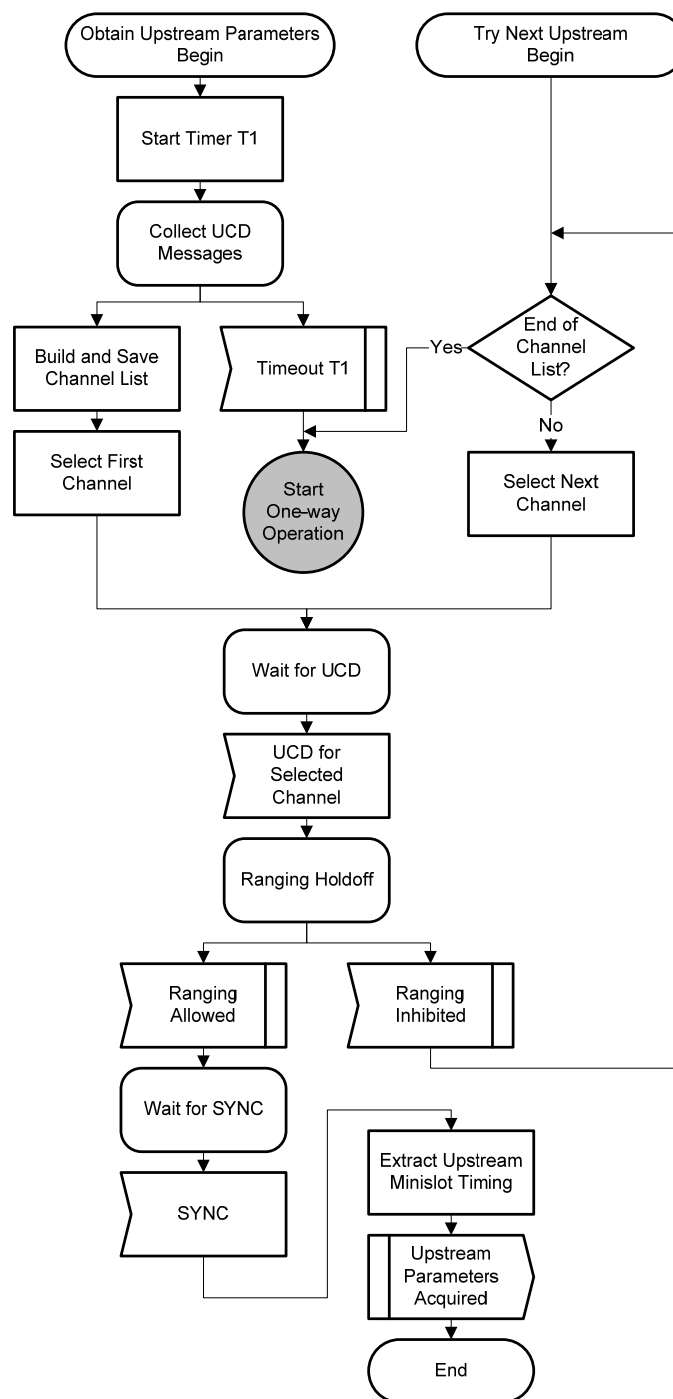 Obtain Upstream Parameters
Begin
Try Next Upstream
Begin
Start Timer T1
Collect UCD
Messages
Build and Save
Channel List
Timeout T1
Yes
End of
Channel
List?
No
Select First
Channel
Start
One-way
Operation
Select Next
Channel
Wait for UCD
UCD for
Selected
Channel
Ranging Holdoff
Ranging
Allowed
Ranging
Inhibited
Wait for SYNC
SYNC
Extract Upstream
Minislot Timing
Upstream
Parameters
Acquired
End